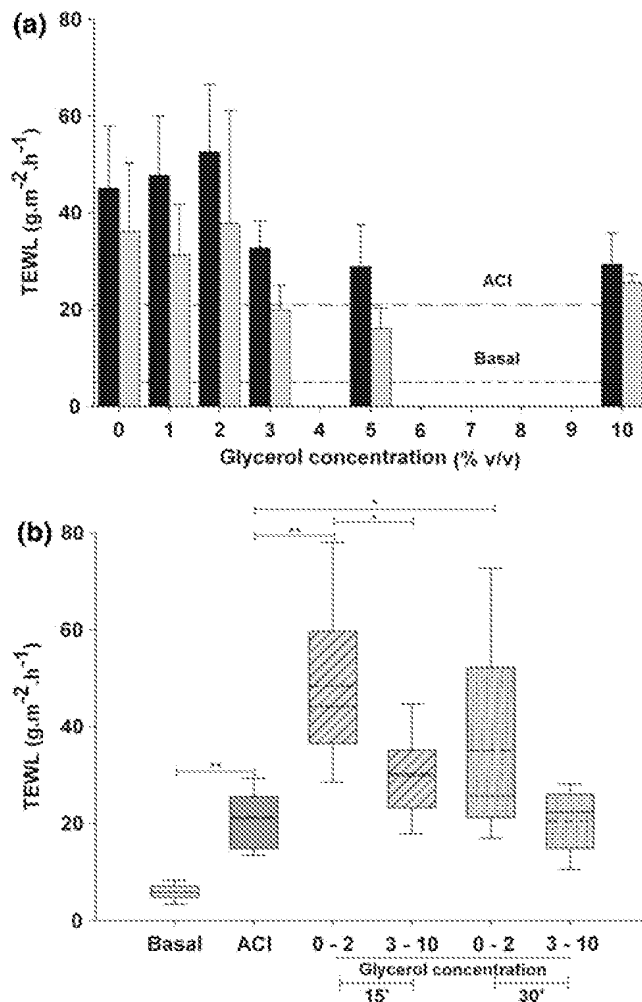 (a)
80
60
40
20
0
TEWL (g.m⁻².h⁻¹)
ACI
Basal
0 1 2 3 4 5 6 7 8 9 10
Glycerol concentration (% v/v)
(b)
80
60
40
20
0
TEWL (g.m⁻².h⁻¹)
Basal ACI 0 - 2 3 - 10 0 - 2 3 - 10
Glycerol concentration
15' 30'